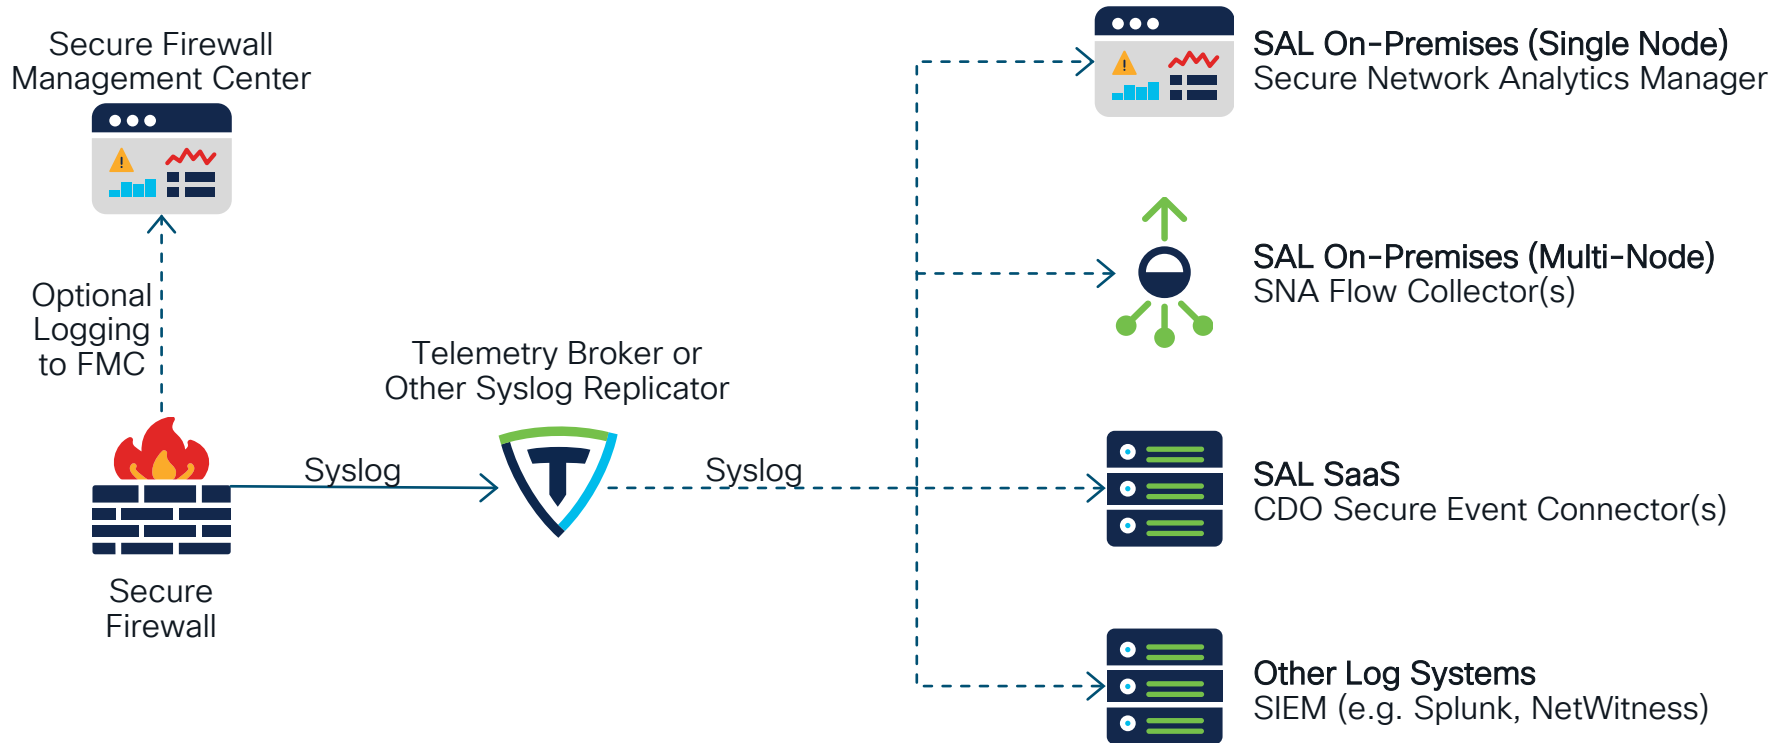 Secure Firewall
Management Center
Optional
Logging
to FMC
Secure
Firewall
Syslog
Telemetry Broker or
Other Syslog Replicator
Syslog
SAL On-Premises (Single Node)
Secure Network Analytics Manager
SAL On-Premises (Multi-Node)
SNA Flow Collector(s)
SAL SaaS
CDO Secure Event Connector(s)
Other Log Systems
SIEM (e.g. Splunk, NetWitness)